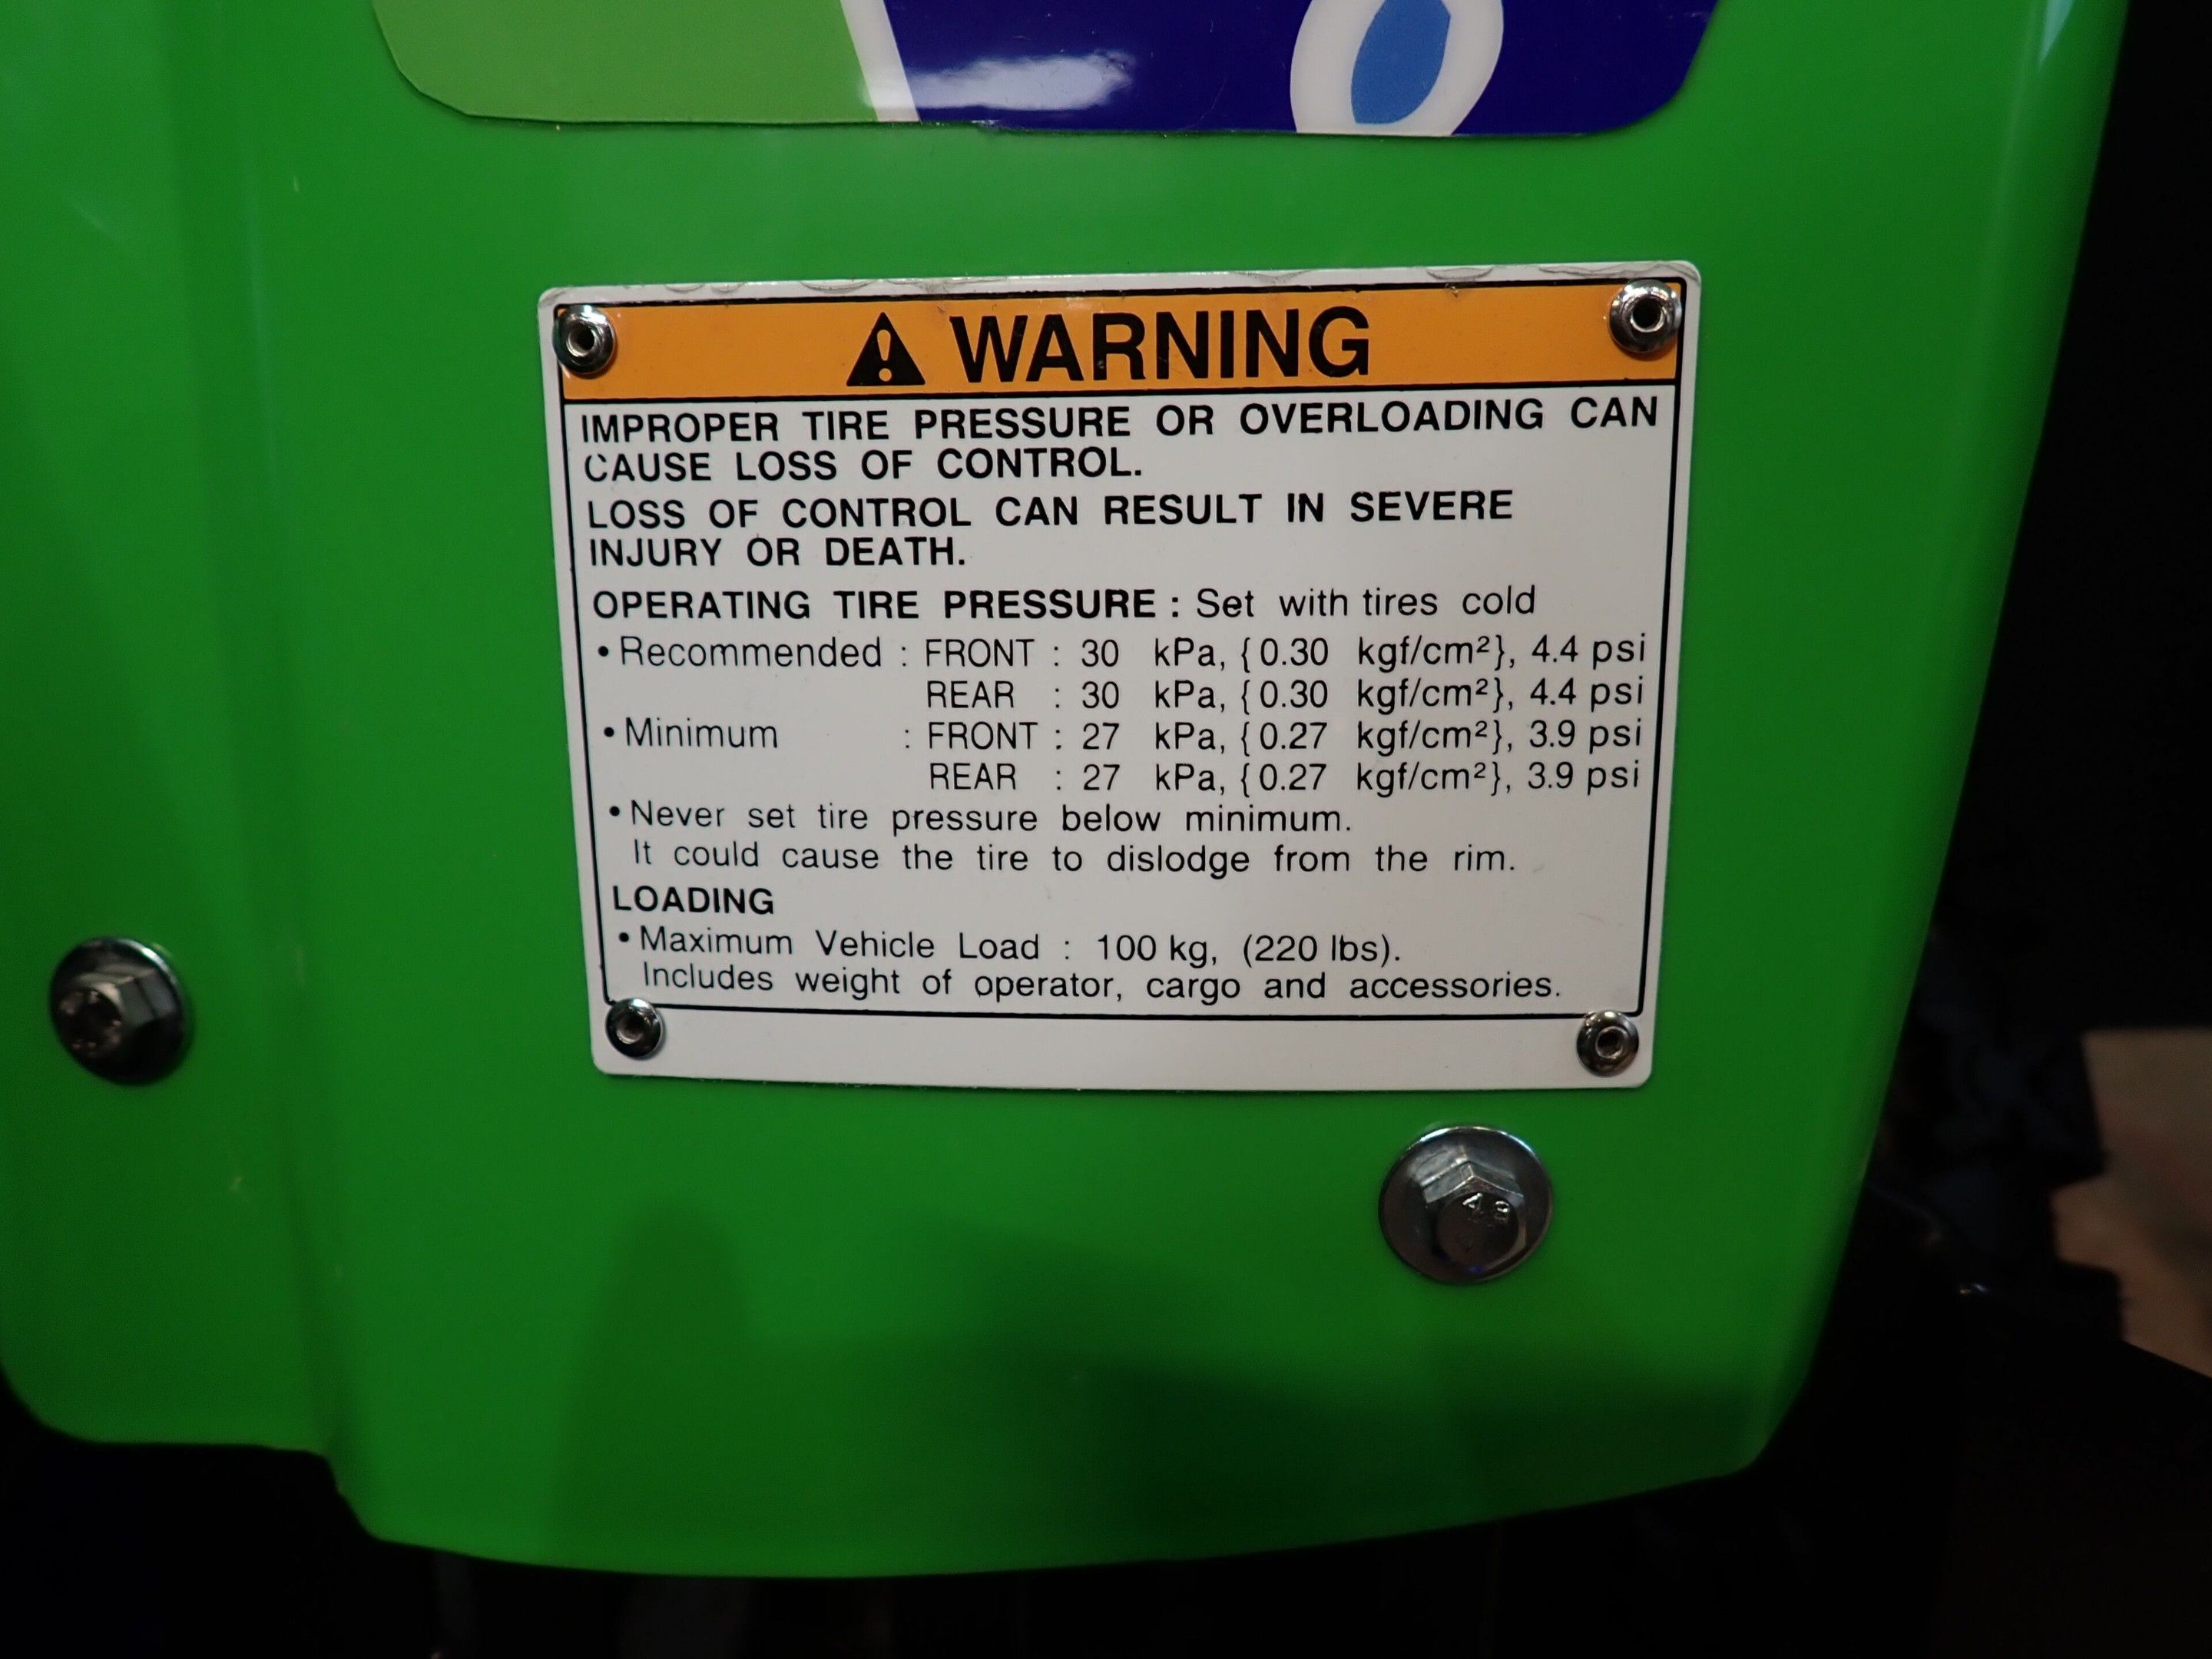 WARNING
IMPROPER TIRE PRESSURE OR OVERLOADING CAN
CAUSE LOSS OF CONTROL.
LOSS OF CONTROL CAN RESULT IN SEVERE
INJURY OR DEATH.
OPERATING TIRE PRESSURE : Set with tires cold
• Recommended : FRONT : 30 kPa, {0.30 kgf/cm²}, 4.4 psi
REAR : 30 kPa, {0.30 kgf/cm²}, 4.4 psi
• Minimum : FRONT : 27 kPa, {0.27 kgf/cm²}, 3.9 psi
REAR : 27 kPa, {0.27 kgf/cm²}, 3.9 psi
• Never set tire pressure below minimum.
It could cause the tire to dislodge from the rim.
LOADING
• Maximum Vehicle Load : 100 kg, (220 lbs).
Includes weight of operator, cargo and accessories.